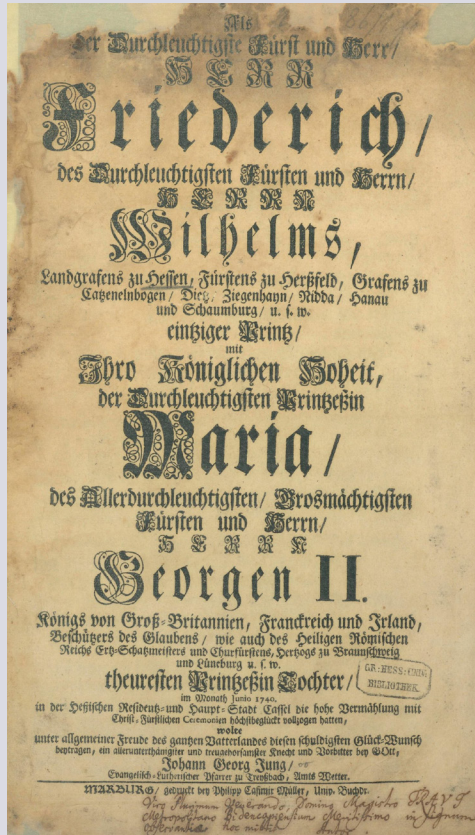 Als
der Durchleuchtigste Fürst und Herr/
HERR
Friederich/
des Durchleuchtigsten Fürsten und Herrn/
HERRN
Wilhelms,
Landgrafens zu Hessen, Fürstens zu Herßfeld, Grafens zu
Catzenelnbogen/ Dietz, Ziegenhayn/ Nidda/ Hanau
und Schaumburg/ u. s. w.
eintziger Printz/
mit
Ihro Königlichen Hoheit,
der Durchleuchtigsten Printzeßin
Maria/
des Allerdurchleuchtigsten/ Grosmächtigsten
Fürsten und Herrn/
HERRN
Georgen II.
Königs von Groß-Britannien, Franckreich und Irland,
Beschützers des Glaubens/ wie auch des Heiligen Römischen
Reichs Ertz-Schatzmeisters und Churfürstens, Hertzogs zu Braunschweig
und Lüneburg u. s. w.
theuresten Printzeßin Tochter/
im Monath Junio 1740.
in der Heßischen Residentz- und Haupt-Stadt Cassel die hohe Vermählung mit
Christ-Fürstlichen Ceremonien höchstbeglückt vollzogen hatten,
wolte
unter allgemeiner Freude des gantzen Vatterlandes diesen schuldigsten Glück-Wunsch
beytragen, ein allerunterthänigster und treugehorsamster Knecht und Vorbitter bey Gott,
Johann Georg Jung/
Evangelisch-Lutherischer Pfarrer zu Treyßbach, Amts Wetter.
GR: HESS: UNIV.
BIBLIOTHEK.
MARBURG/ gedruckt bey Philipp Casimir Müller, Univ. Buchdr.